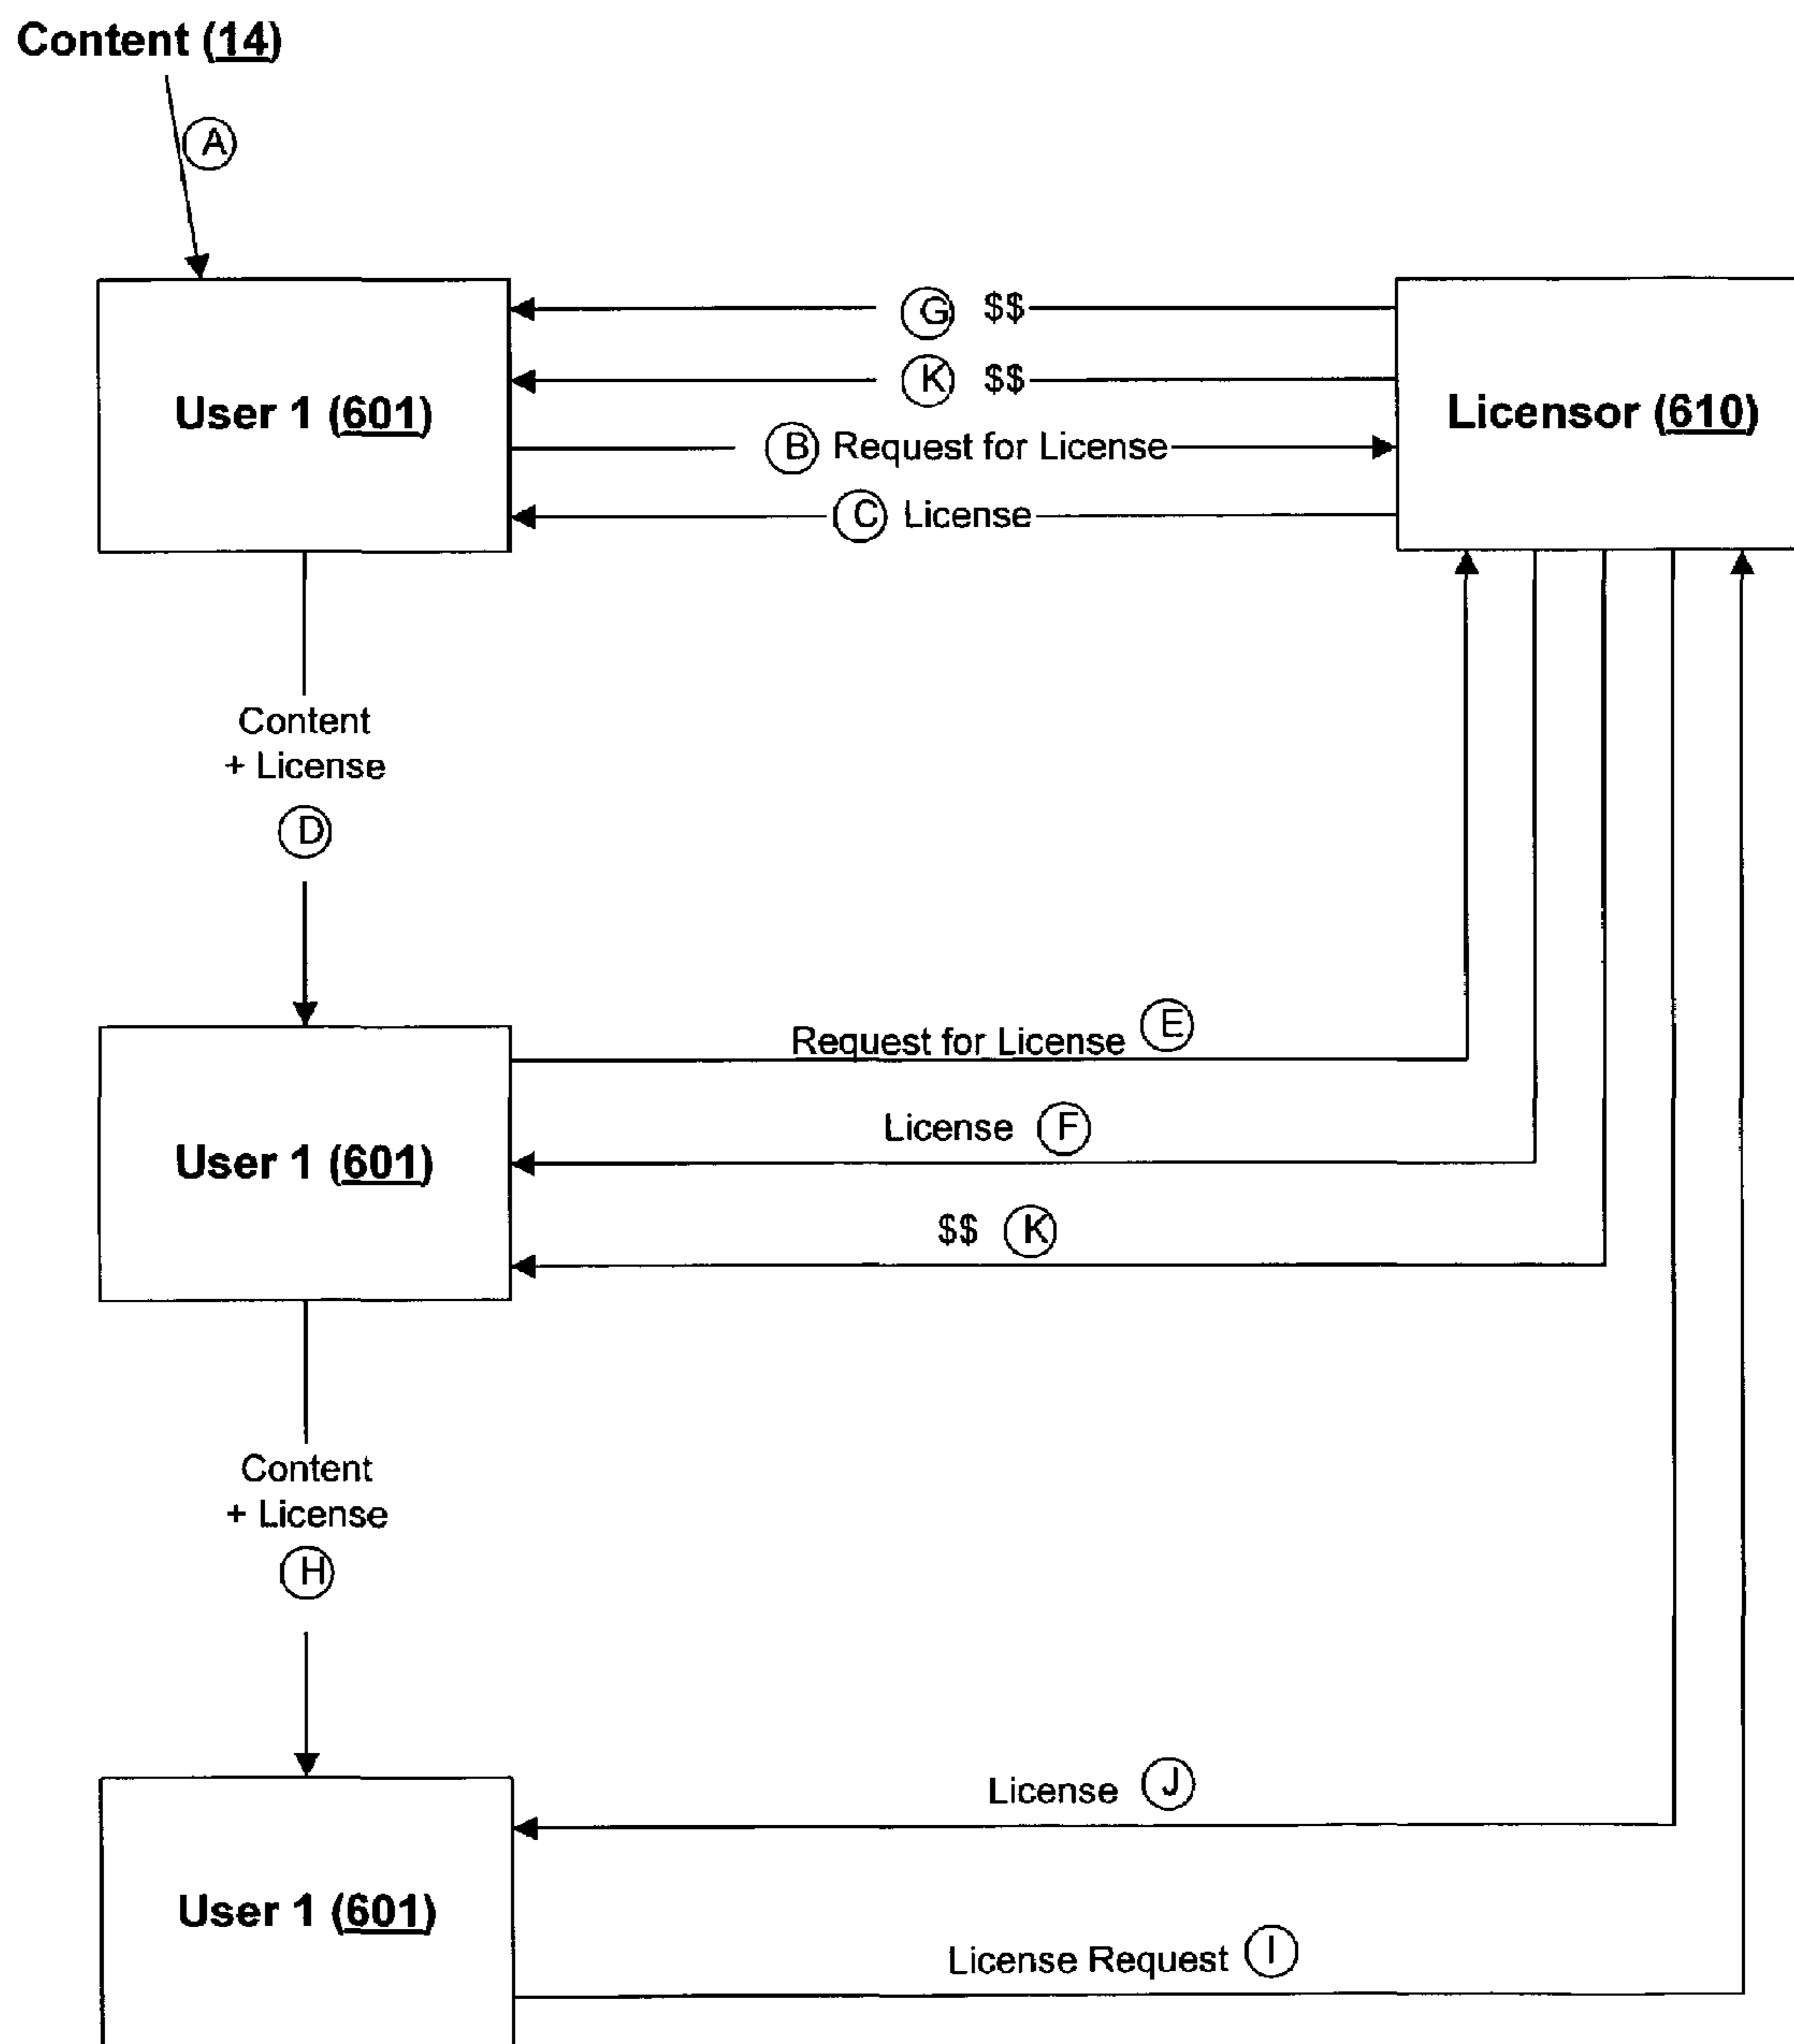 Content (14)
A
G $$
K $$
User 1 (601)
Licensor (610)
B Request for License
C License
Content
+ License
D
Request for License E
License F
User 1 (601)
$$ K
Content
+ License
H
License J
User 1 (601)
License Request I